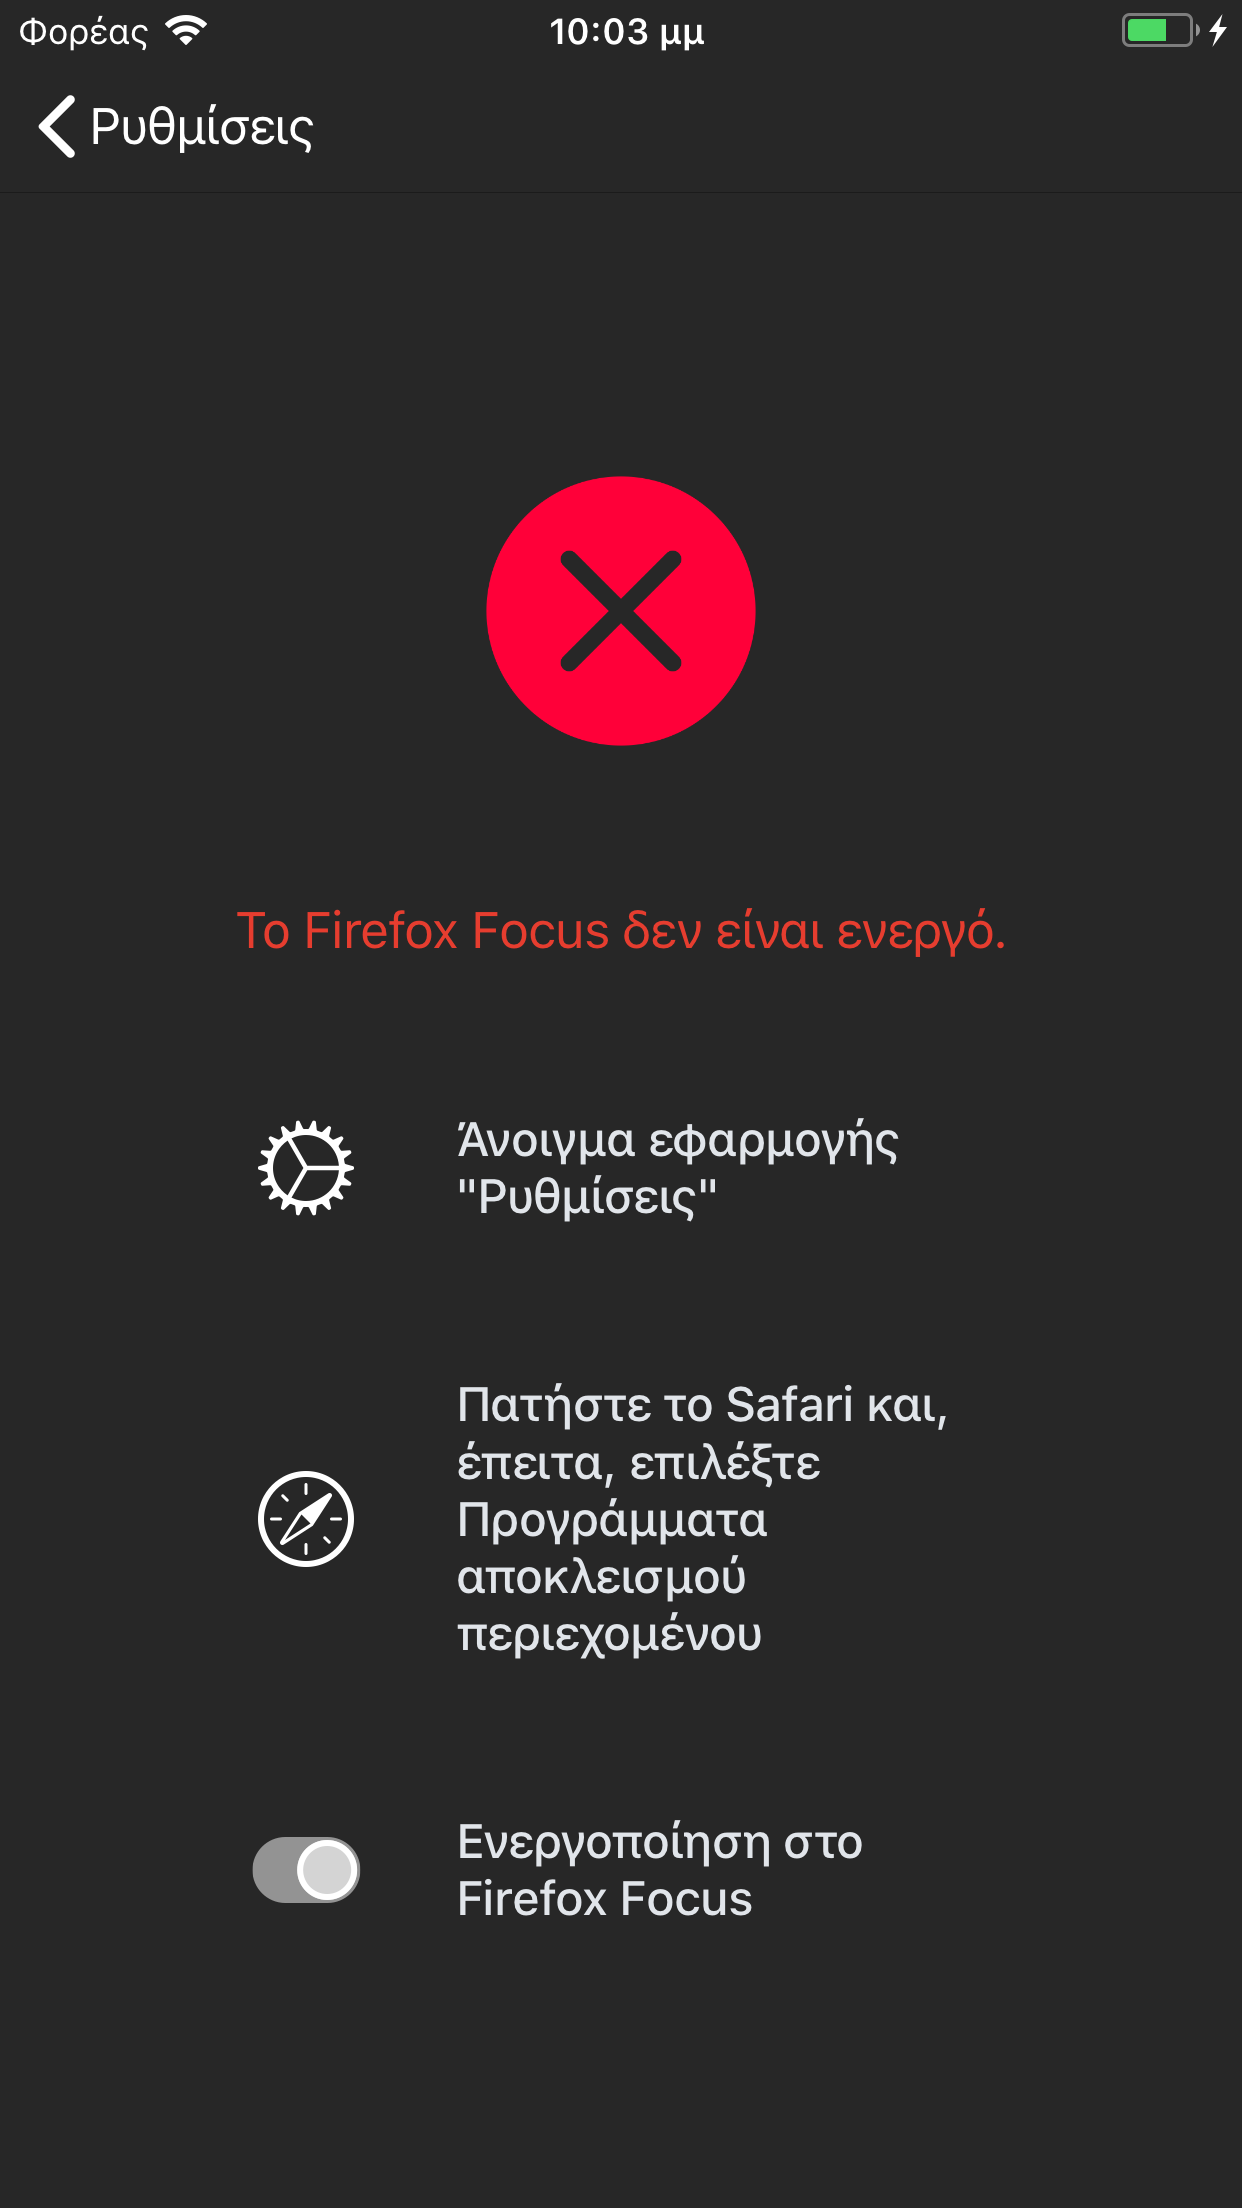 Φορέας
10:03 μμ
Ρυθμίσεις
Το Firefox Focus δεν είναι ενεργό.
Άνοιγμα εφαρμογής
"Ρυθμίσεις"
Πατήστε το Safari και,
έπειτα, επιλέξτε
Προγράμματα
αποκλεισμού
περιεχομένου
Ενεργοποίηση στο
Firefox Focus